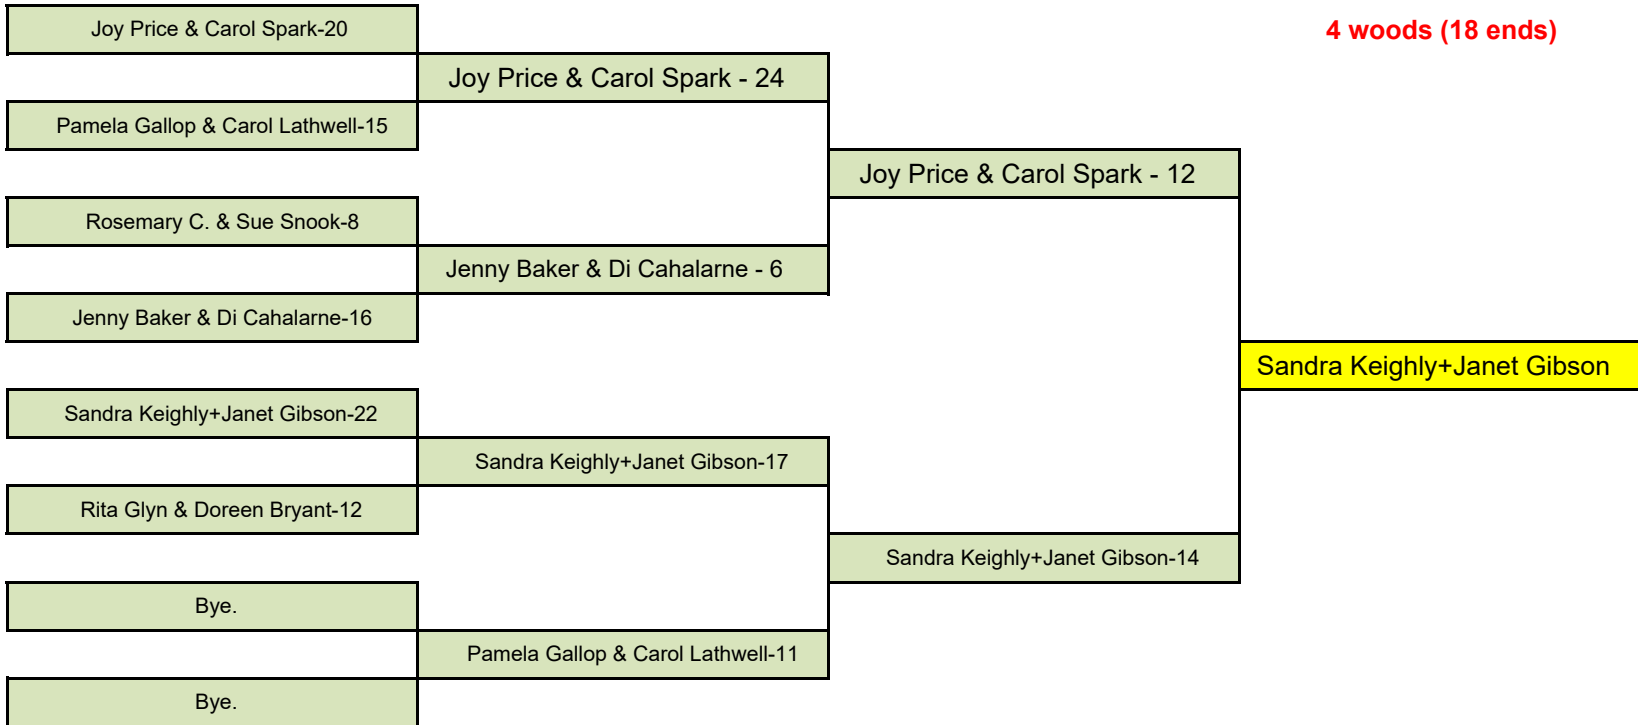 Joy Price & Carol Spark-20
4 woods (18 ends)
Joy Price & Carol Spark - 24
Pamela Gallop & Carol Lathwell-15
Joy Price & Carol Spark - 12
Rosemary C. & Sue Snook-8
Jenny Baker & Di Cahalarne - 6
Jenny Baker & Di Cahalarne-16
Sandra Keighly+Janet Gibson
Sandra Keighly+Janet Gibson-22
Sandra Keighly+Janet Gibson-17
Rita Glyn & Doreen Bryant-12
Sandra Keighly+Janet Gibson-14
Bye.
Pamela Gallop & Carol Lathwell-11
Bye.